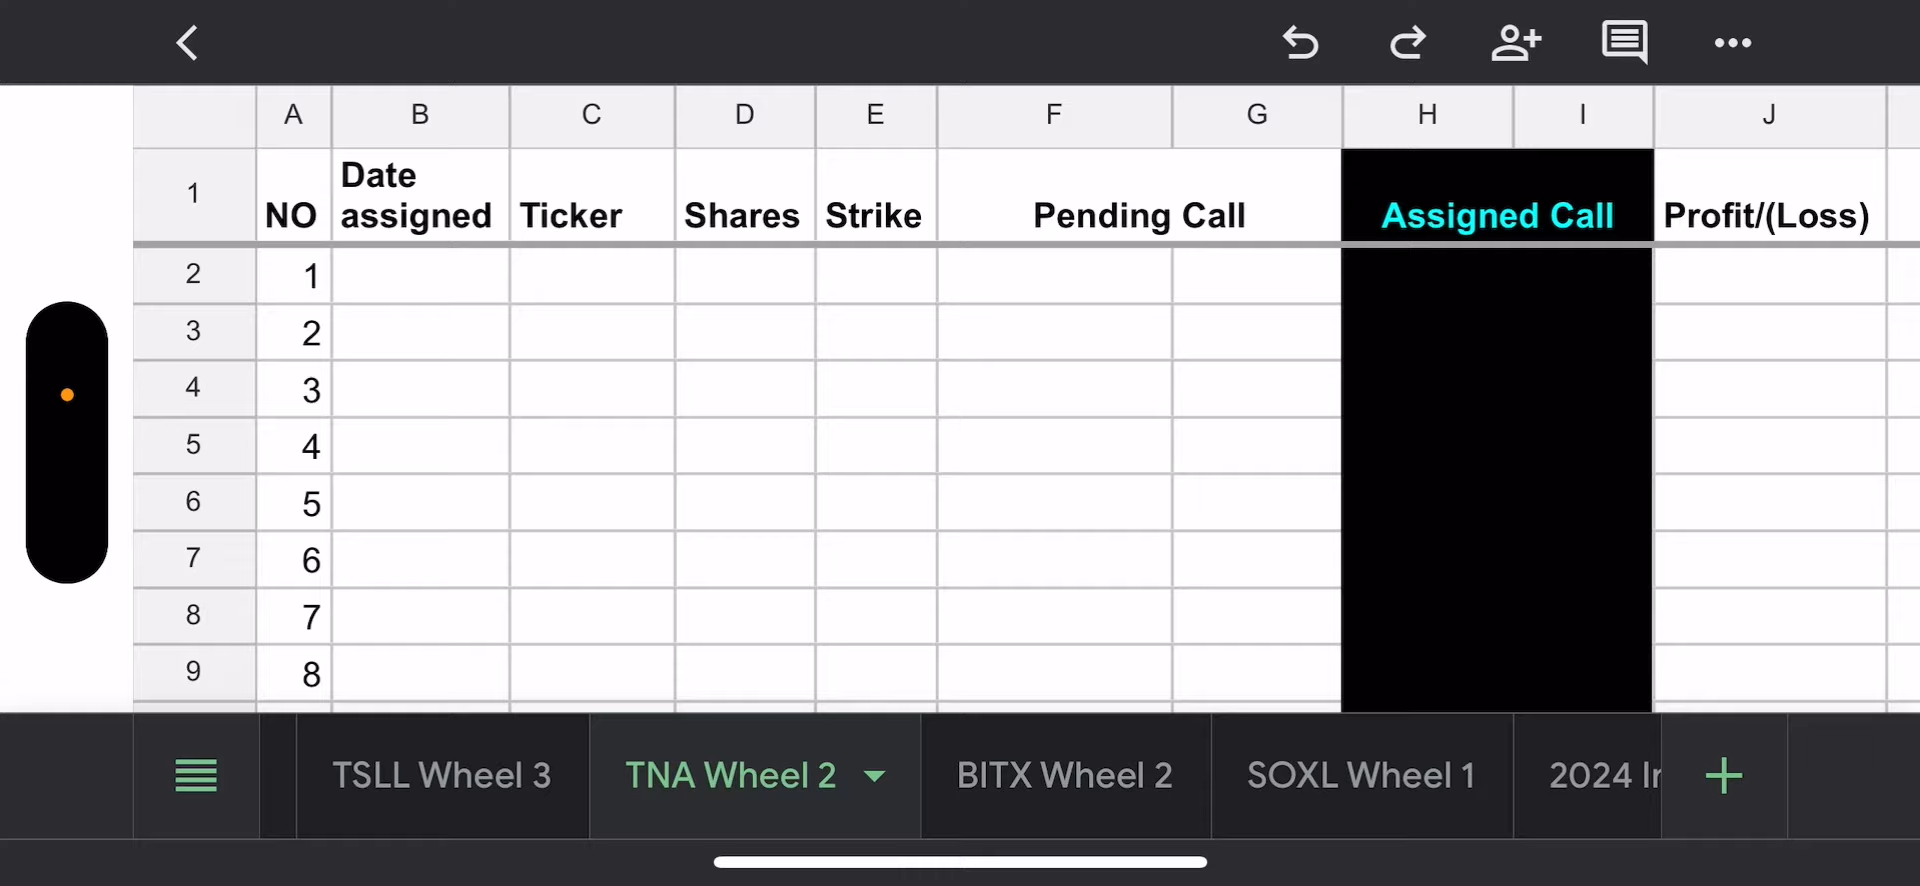 A B C D E F G H I J
1 NO Date assigned Ticker Shares Strike Pending Call Assigned Call Profit/(Loss)
2 1
3 2
4 3
5 4
6 5
7 6
8 7
9 8
TSLL Wheel 3 TNA Wheel 2 BITX Wheel 2 SOXL Wheel 1 2024